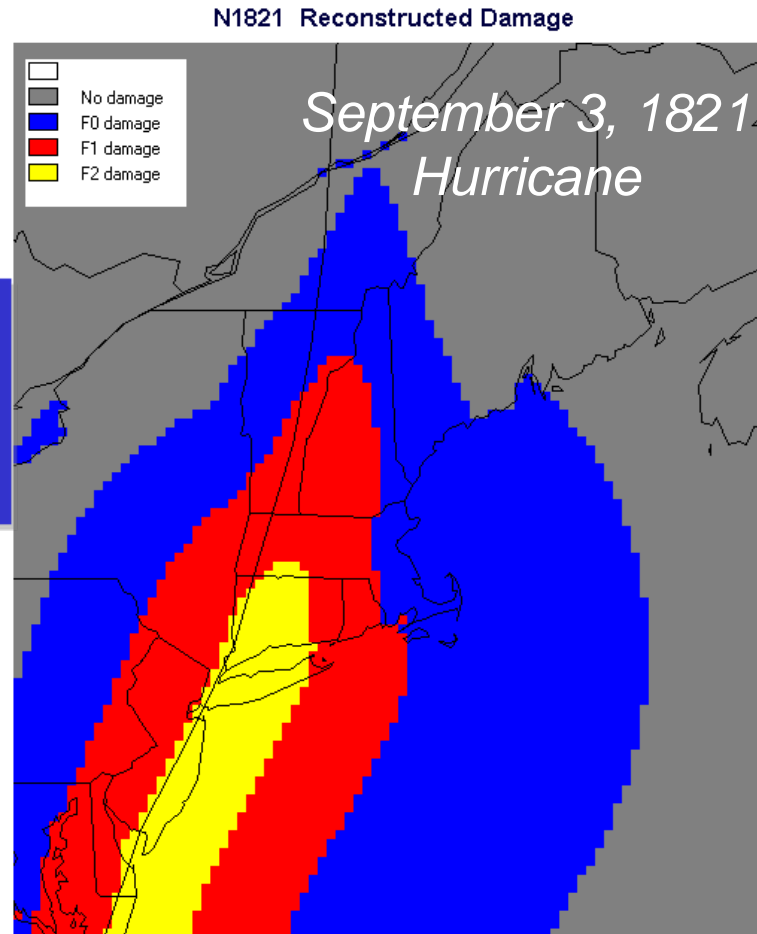 N1821 Reconstructed Damage
No damage
F0 damage
F1 damage
F2 damage
September 3, 1821
Hurricane